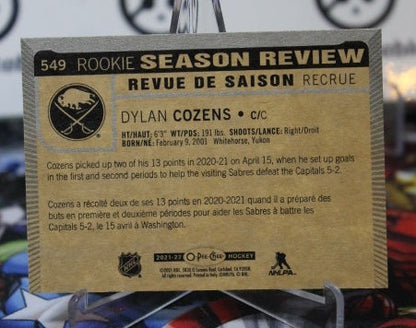 549 ROOKIE SEASON REVIEW
REVUE DE SAISON RECRUE
DYLAN COZENS • C/C
HT/HAUT: 6'3" WT/PDS: 191 lbs. SHOOTS/LANCE: Right/Droit
BORN/NÉ: February 9, 2001 Whitehorse, Yukon
Cozens picked up two of his 13 points in 2020-21 on April 15, when he set up goals
in the first and second periods to help the visiting Sabres defeat the Capitals 5-2.
Cozens a récolté deux de ses 13 points en 2020-2021 quand il a préparé des
buts en première et deuxième périodes pour aider les Sabres à battre les
Capitals 5-2, le 15 avril à Washington.
2021-22 O-Pee-Chee HOCKEY
NHL
NHLPA